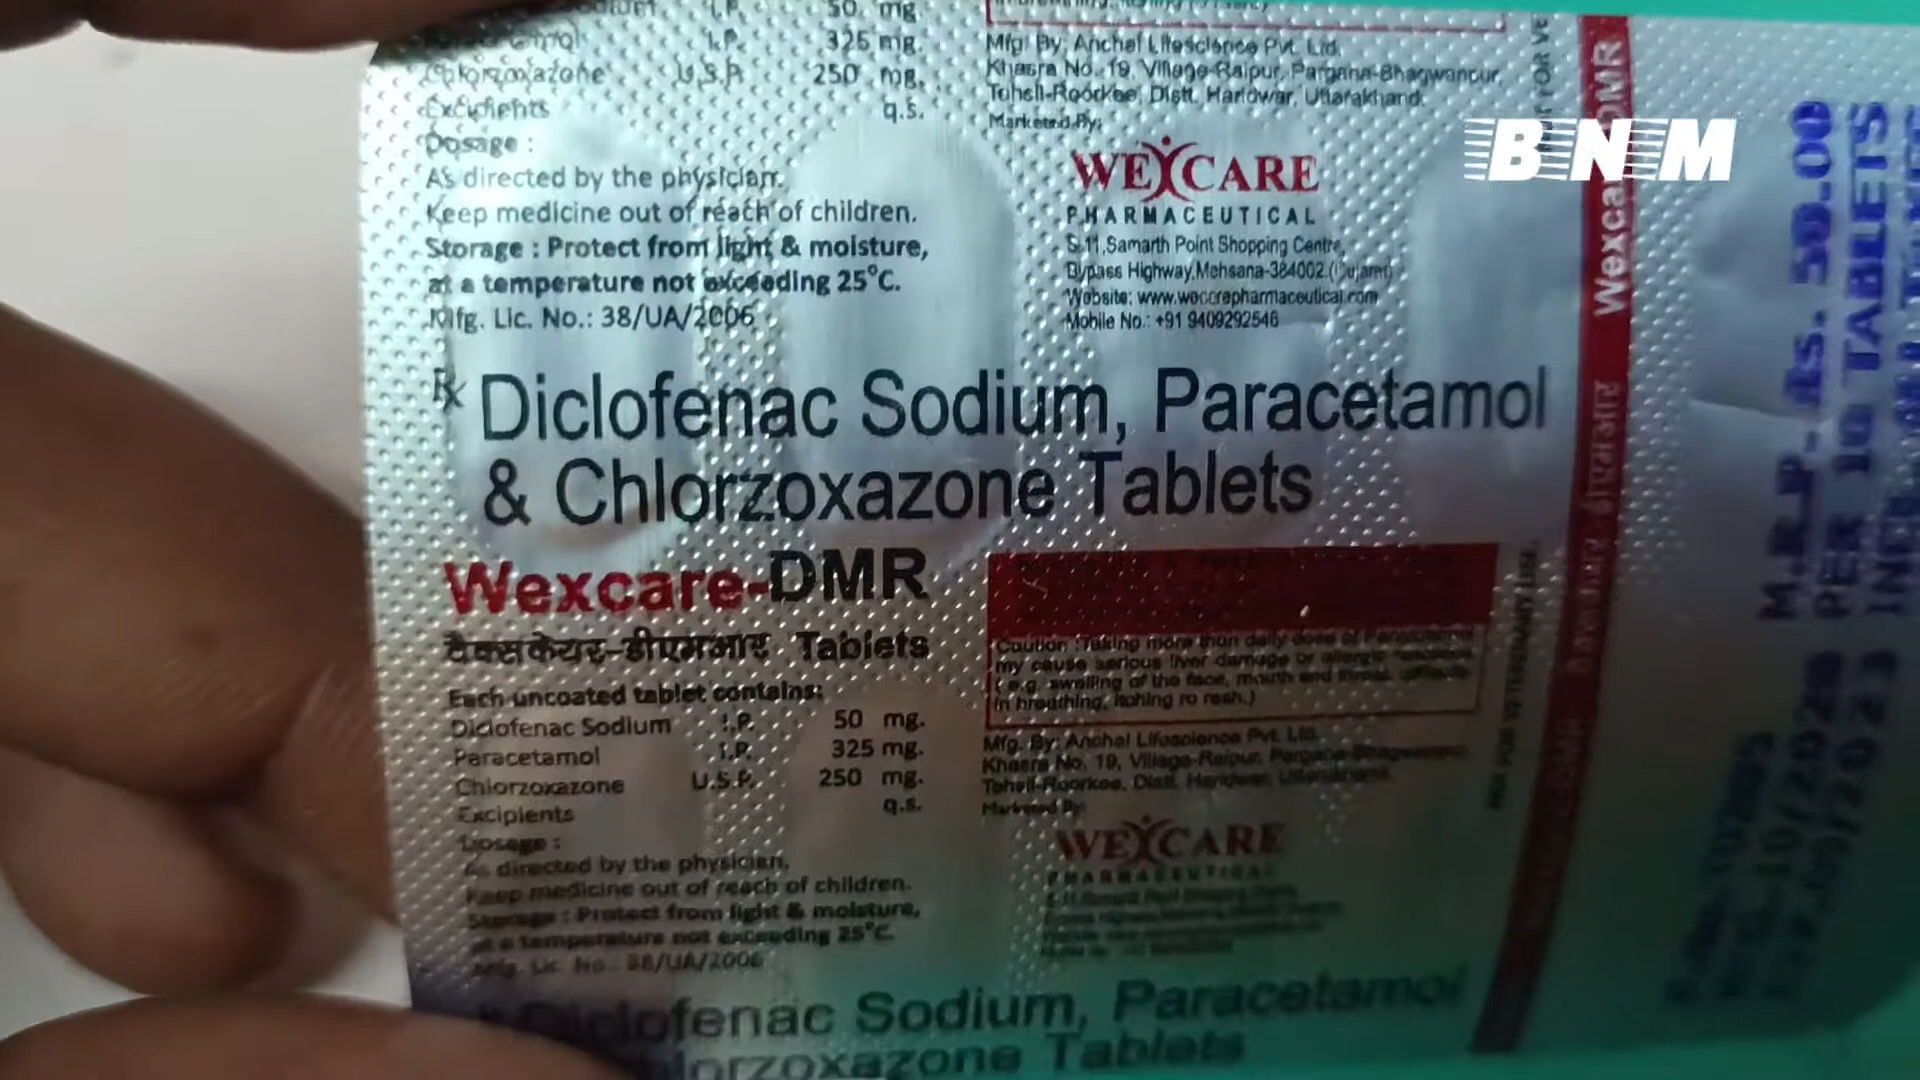 I.P. 50 mg
I.P. 325 mg.
Chlorzoxazone U.S.P. 250 mg.
Excipients q.s.
Dosage :
As directed by the physician.
Keep medicine out of reach of children.
Storage : Protect from light & moisture,
at a temperature not exceeding 25°C.
Mfg. Lic. No.: 38/UA/2006
Mfg. By: Anchal Lifescience Pvt. Ltd.
Khasra No. 19, Village-Raipur, Pargana-Bhagwanpur,
Tehsil-Roorkee, Distt. Haridwar, Uttarakhand.
Marketed By:
WEXCARE
PHARMACEUTICAL
S-11,Samarth Point Shopping Centre,
Bypass Highway,Mehsana-384002.(Gujarat)
Mobile No.: +91 9409292546
BNM
Rx Diclofenac Sodium, Paracetamol
& Chlorzoxazone Tablets
Wexcare-DMR
वैक्सकेयर-डीएमआर Tablets
Each uncoated tablet contains:
Diclofenac Sodium I.P. 50 mg.
Paracetamol I.P. 325 mg.
Chlorzoxazone U.S.P. 250 mg.
Excipients q.s.
Dosage :
As directed by the physician.
Keep medicine out of reach of children.
Storage : Protect from light & moisture,
at a temperature not exceeding 25°C.
Mfg. Lic. No.: 38/UA/2006
Caution : Taking more than daily dose of Paracetamol
my cause serious liver damage or allergic reactions
( e.g. swelling of the face, mouth and throat, difficulty
in breathing, itching ro rash.)
Mfg. By: Anchal Lifescience Pvt. Ltd.
Khasra No. 19, Village-Raipur, Pargana-Bhagwanpur,
Tehsil-Roorkee, Distt. Haridwar, Uttarakhand.
Marketed By:
WEXCARE
PHARMACEUTICAL
Diclofenac Sodium, Paracetamol
Tablets
NOT FOR VETERINARY USE
Wexcare-DMR
M.R.P. Rs. 50.00
PER 10 TABLETS